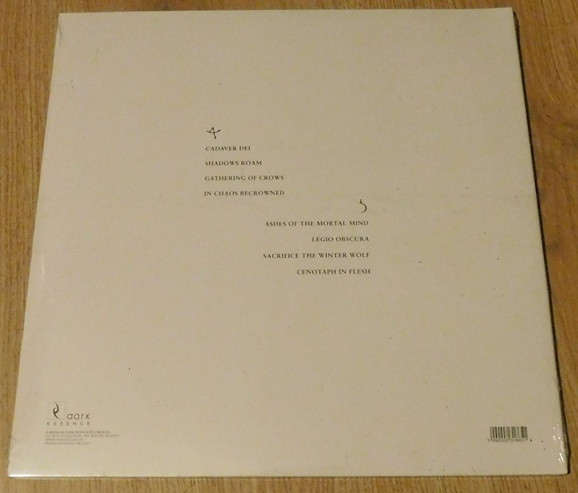 A
CADAVER DEI
SHADOWS ROAM
GATHERING OF CROWS
IN CHAOS BECROWNED
B
ASHES OF THE MORTAL MIND
LEGIO OBSCURA
SACRIFICE THE WINTER WOLF
CENOTAPH IN FLESH
DARK
ESSENCE